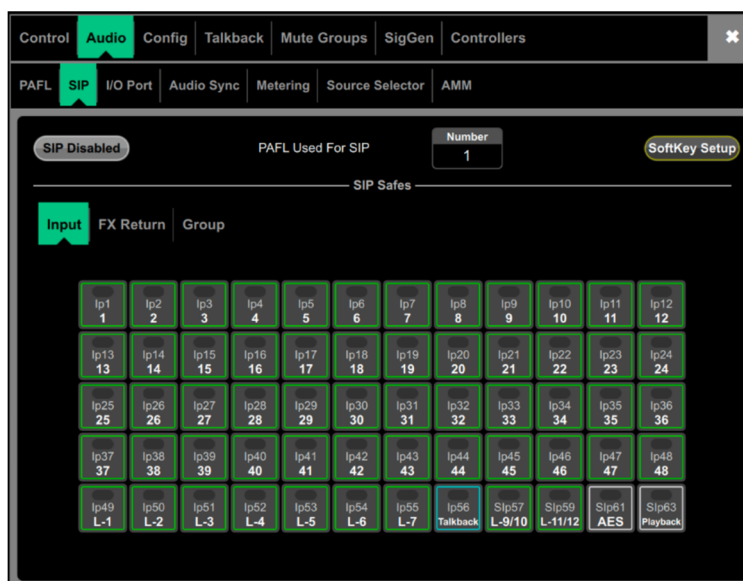 Control Audio Config Talkback Mute Groups SigGen Controllers ✖
PAFL SIP I/O Port Audio Sync Metering Source Selector AMM
SIP Disabled PAFL Used For SIP Number SoftKey Setup
1
SIP Safes
Input FX Return Group
Ip1 Ip2 Ip3 Ip4 Ip5 Ip6 Ip7 Ip8 Ip9 Ip10 Ip11 Ip12
1 2 3 4 5 6 7 8 9 10 11 12
Ip13 Ip14 Ip15 Ip16 Ip17 Ip18 Ip19 Ip20 Ip21 Ip22 Ip23 Ip24
13 14 15 16 17 18 19 20 21 22 23 24
Ip25 Ip26 Ip27 Ip28 Ip29 Ip30 Ip31 Ip32 Ip33 Ip34 Ip35 Ip36
25 26 27 28 29 30 31 32 33 34 35 36
Ip37 Ip38 Ip39 Ip40 Ip41 Ip42 Ip43 Ip44 Ip45 Ip46 Ip47 Ip48
37 38 39 40 41 42 43 44 45 46 47 48
Ip49 Ip50 Ip51 Ip52 Ip53 Ip54 Ip55 Ip56 SIp57 SIp59 SIp61 SIp63
L-1 L-2 L-3 L-4 L-5 L-6 L-7 Talkback L-9/10 L-11/12 AES Playback